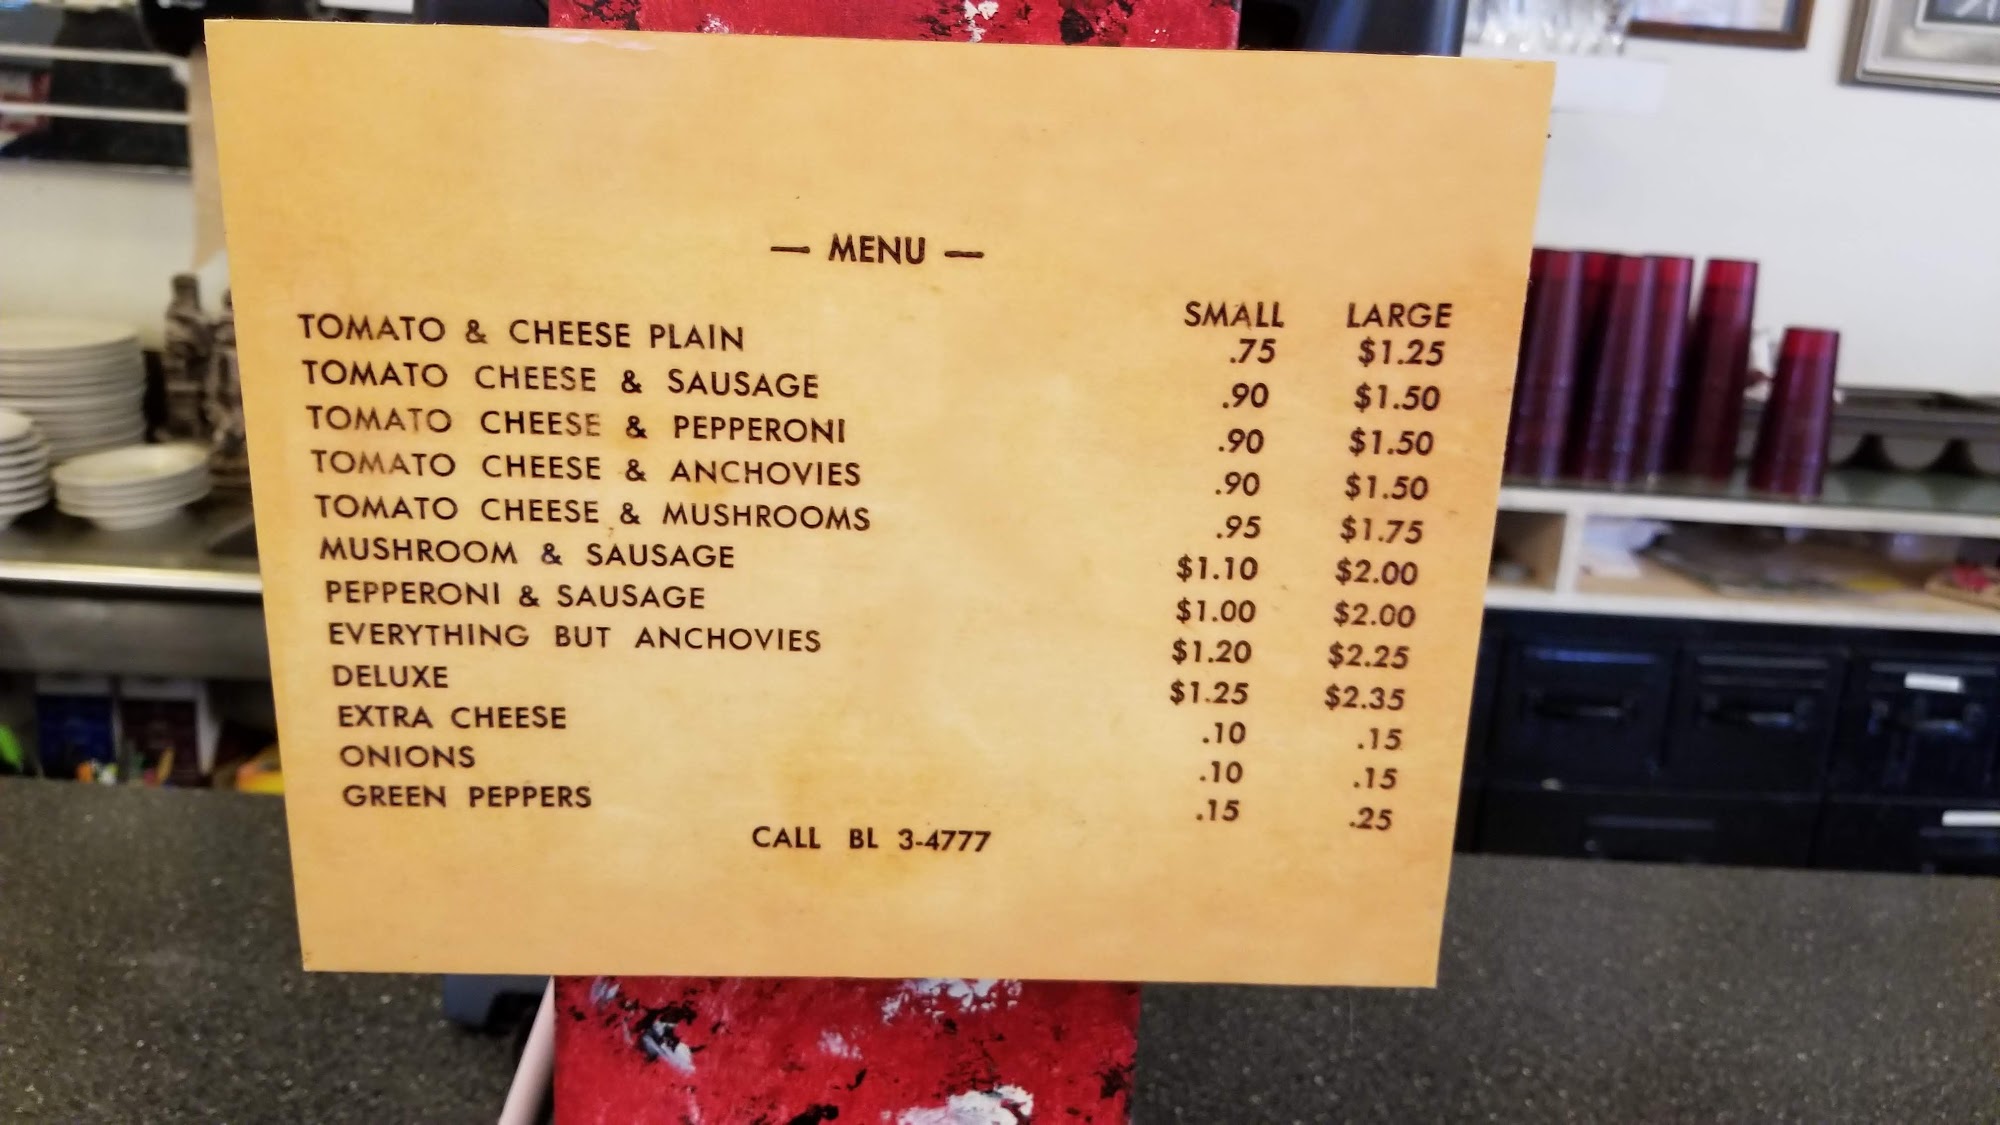 — MENU —
SMALL LARGE
TOMATO & CHEESE PLAIN .75 $1.25
TOMATO CHEESE & SAUSAGE .90 $1.50
TOMATO CHEESE & PEPPERONI .90 $1.50
TOMATO CHEESE & ANCHOVIES .90 $1.50
TOMATO CHEESE & MUSHROOMS .95 $1.75
MUSHROOM & SAUSAGE $1.10 $2.00
PEPPERONI & SAUSAGE $1.00 $2.00
EVERYTHING BUT ANCHOVIES $1.20 $2.25
DELUXE $1.25 $2.35
EXTRA CHEESE .10 .15
ONIONS .10 .15
GREEN PEPPERS .15 .25
CALL BL 3-4777